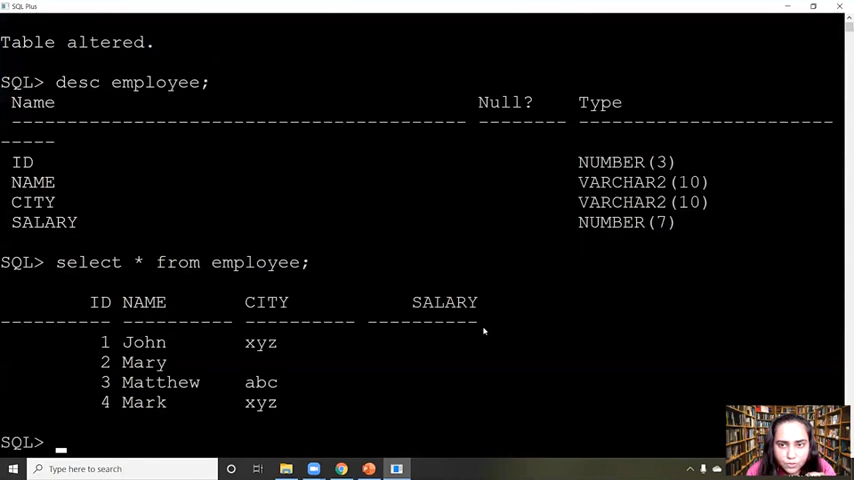 SQL Plus
Table altered.
SQL> desc employee;
Name Null? Type
----------------------------------------- -------- -----------------------
-----
ID NUMBER(3)
NAME VARCHAR2(10)
CITY VARCHAR2(10)
SALARY NUMBER(7)
SQL> select * from employee;
ID NAME CITY SALARY
---------- ---------- ---------- ----------
1 John xyz
2 Mary
3 Matthew abc
4 Mark xyz
SQL>
Type here to search